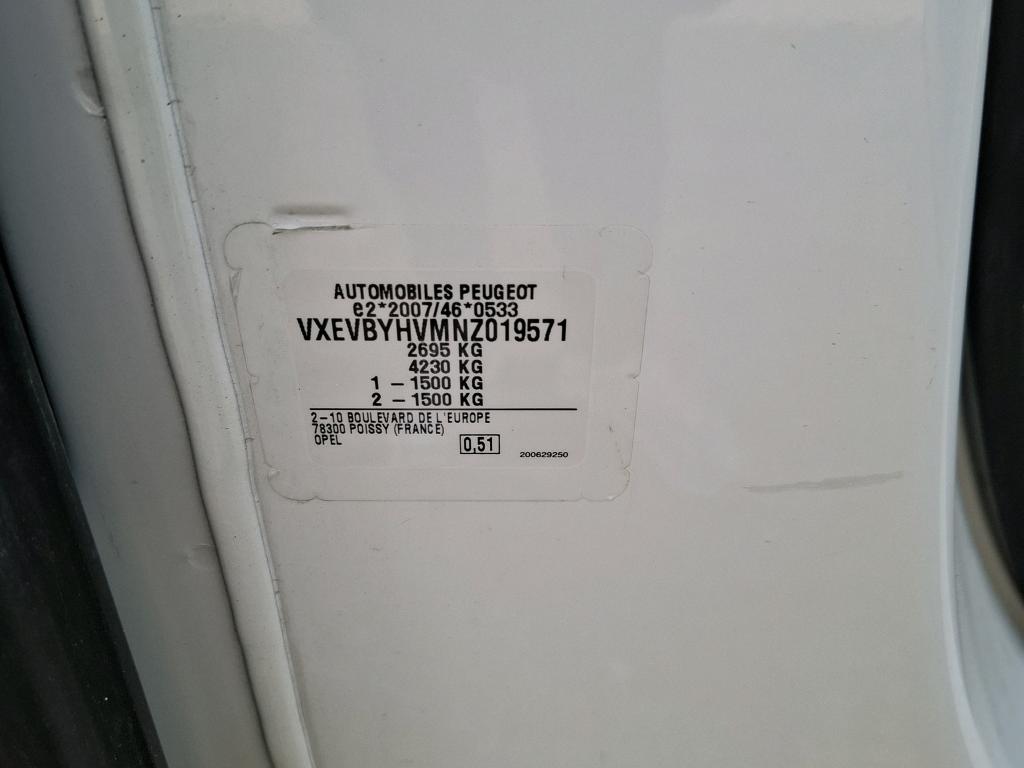 AUTOMOBILES PEUGEOT
e2*2007/46*0533
VXEVBYHVMNZ019571
2695 KG
4230 KG
1 – 1500 KG
2 – 1500 KG
2–10 BOULEVARD DE L'EUROPE
78300 POISSY (FRANCE)
OPEL
0,51
200629250